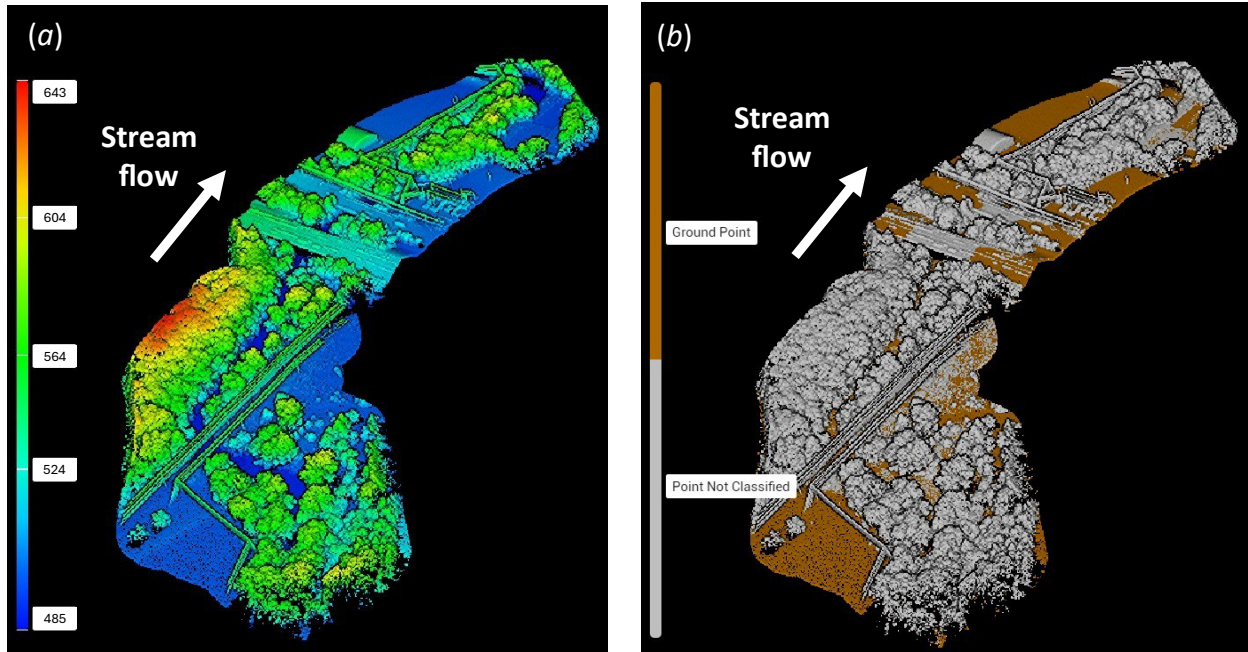 (a)
643
604
564
524
485
Stream
flow
(b)
Ground Point
Point Not Classified
Stream
flow